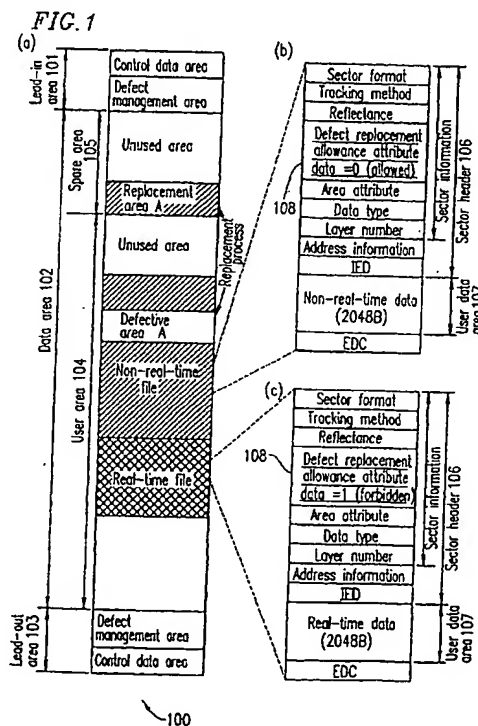 FIG.1
(a)
Lead-in area 101
Control data area
Defect management area
Data area 102
Spare area 105
Unused area
Replacement area A
User area 104
Unused area
Replacement process
Defective area A
Non-real-time file
Real-time file
Lead-out area 103
Defect management area
Control data area
100
(b)
Sector format
Tracking method
Reflectance
Defect replacement allowance attribute data =0 (allowed)
108
Area attribute
Data type
Layer number
Address information
IED
Non-real-time data (2048B)
EDC
Sector information
Sector header 106
User data area 107
(c)
Sector format
Tracking method
Reflectance
Defect replacement allowance attribute data =1 (forbidden)
108
Area attribute
Data type
Layer number
Address information
IED
Real-time data (2048B)
EDC
Sector information
Sector header 106
User data area 107